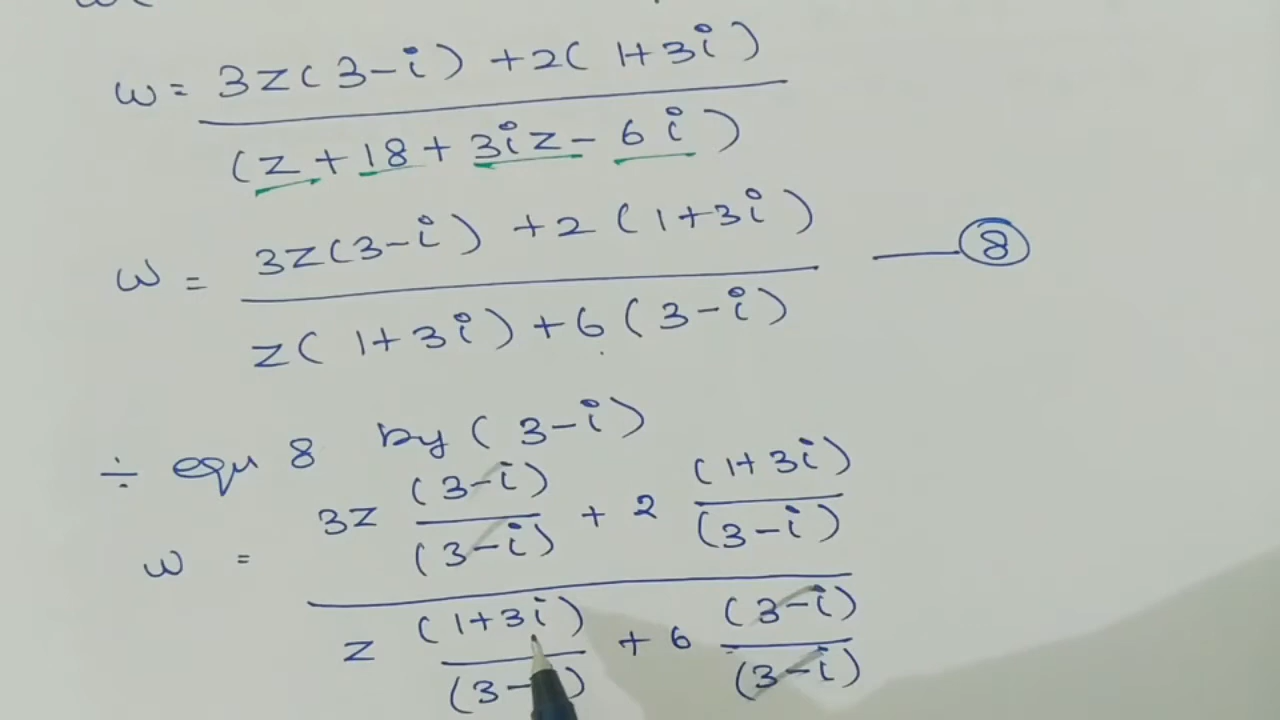 w = 3z(3-i) + 2(1+3i)
(z + 18 + 3iz - 6i)
w = 3z(3-i) + 2(1+3i) — 8
z(1+3i) + 6(3-i)
÷ equ 8 by (3-i)
w = 3z (3-i)/(3-i) + 2 (1+3i)/(3-i)
z (1+3i)/(3- ) + 6 (3-i)/(3-i)